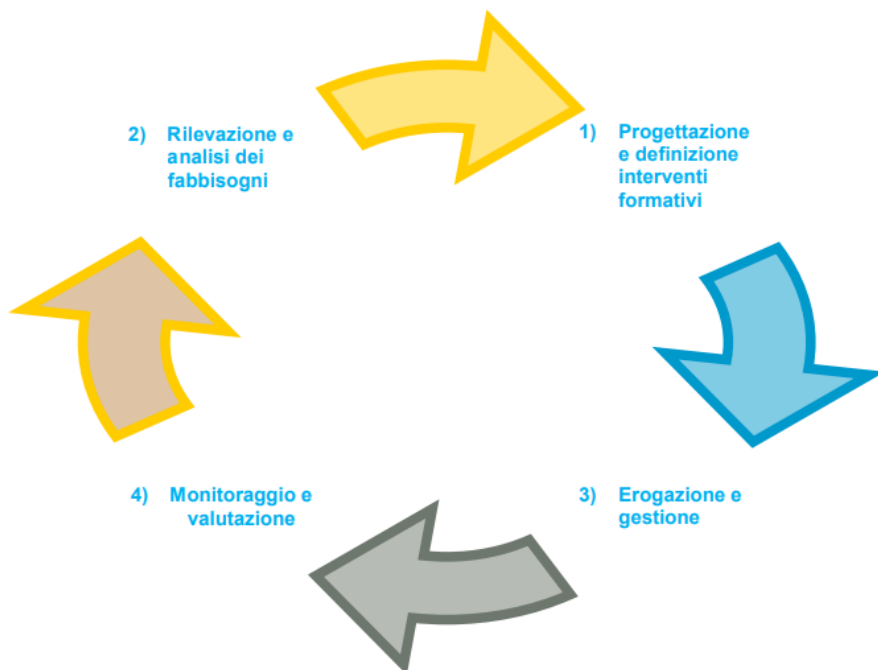 2) Rilevazione e
analisi dei
fabbisogni
1) Progettazione
e definizione
interventi
formativi
4) Monitoraggio e
valutazione
3) Erogazione e
gestione